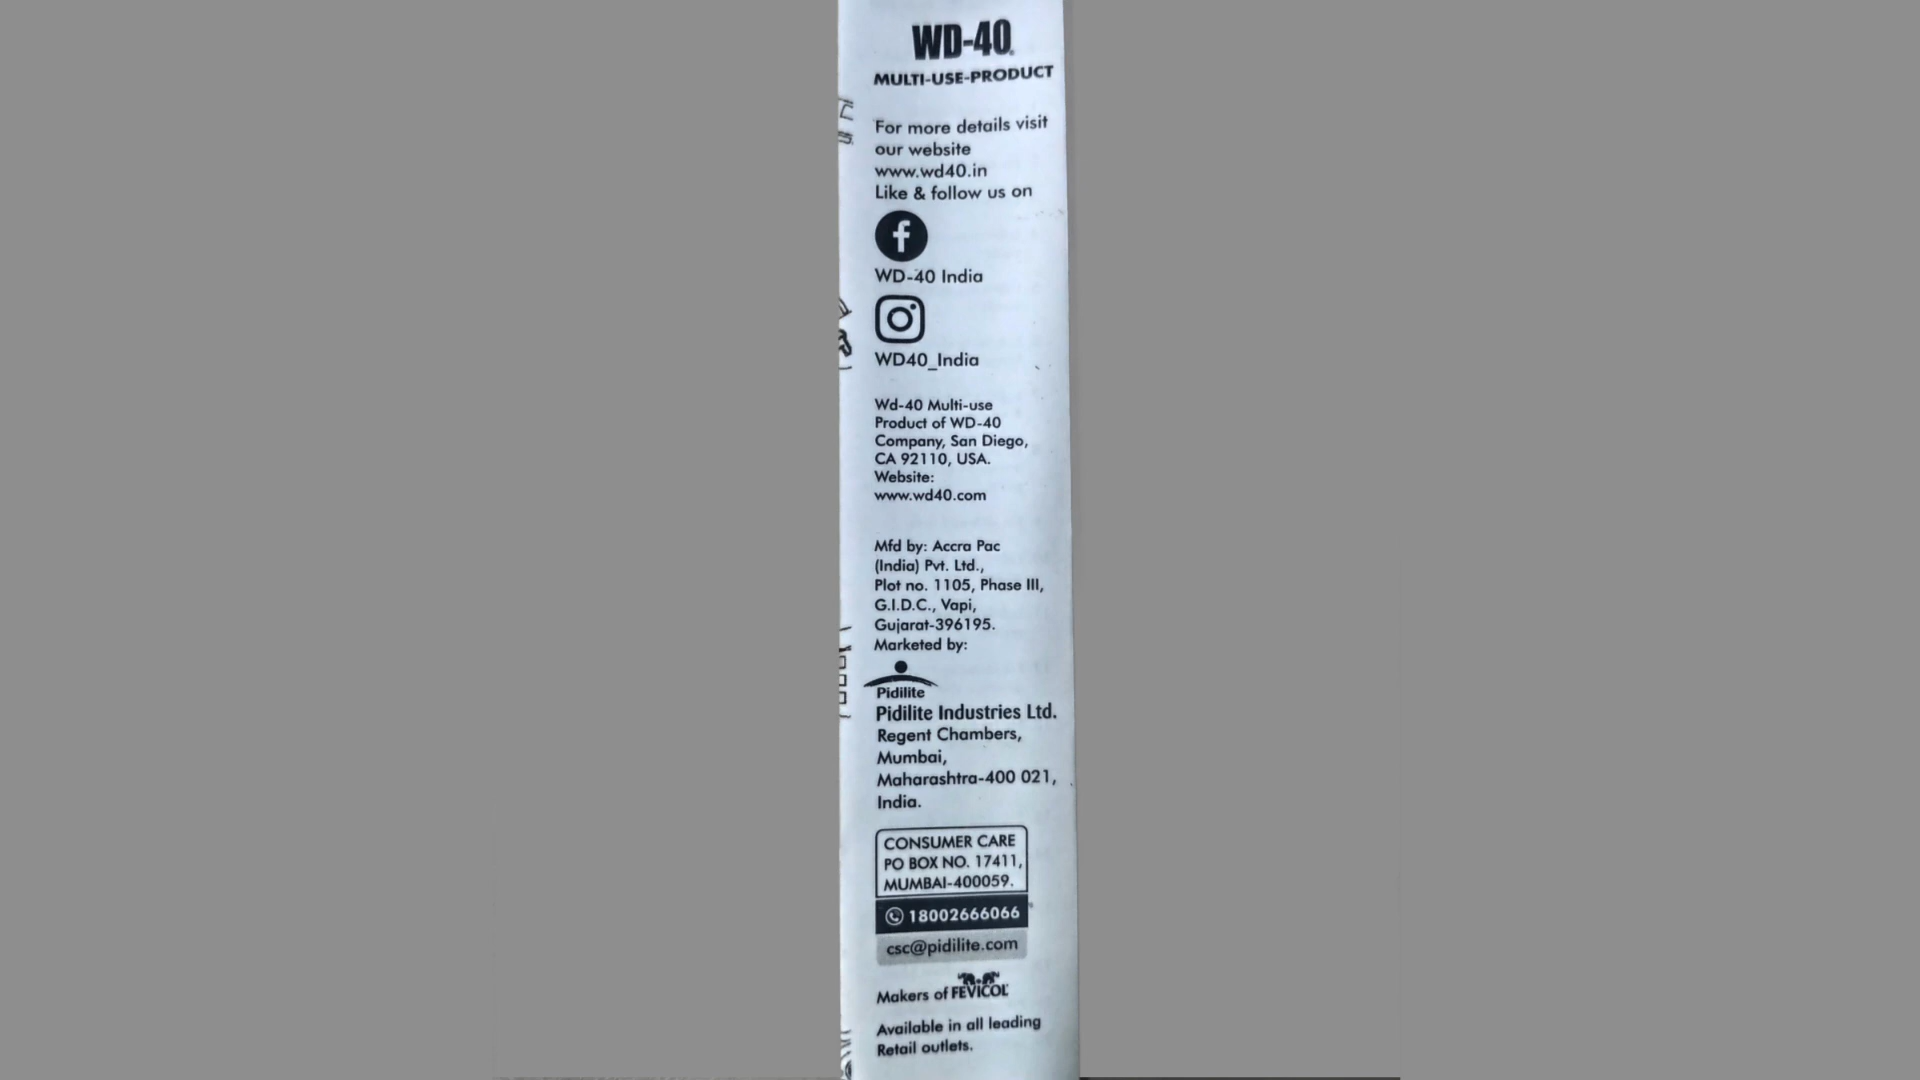 WD-40
MULTI-USE-PRODUCT
For more details visit
our website
www.wd40.in
Like & follow us on
f
WD-40 India
WD40_India
Wd-40 Multi-use
Product of WD-40
Company, San Diego,
CA 92110, USA.
Website:
www.wd40.com
Mfd by: Accra Pac
(India) Pvt. Ltd.,
Plot no. 1105, Phase III,
G.I.D.C., Vapi,
Gujarat-396195.
Marketed by:
Pidilite
Pidilite Industries Ltd.
Regent Chambers,
Mumbai,
Maharashtra-400 021,
India.
CONSUMER CARE
PO BOX NO. 17411,
MUMBAI-400059.
18002666066
csc@pidilite.com
Makers of FEVICOL
Available in all leading
Retail outlets.